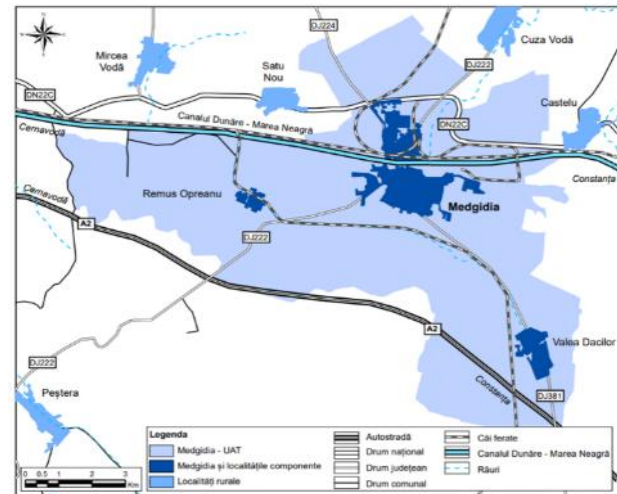 DJ224
Cuza Vodă
Mircea
Vodă
Satu
Nou
DJ222
DN22C
Castelu
DN22C
Canalul Dunăre - Marea Neagră
Cernavodă
Constanța
Cernavodă
Remus Opreanu
Medgidia
A2
DJ222
A2
Valea Dacilor
DJ222
Constanța
DJ381
Peștera
Legenda
Medgidia - UAT
Medgidia și localitățile componente
Localități rurale
Autostradă
Drum național
Drum județean
Drum comunal
Căi ferate
Canalul Dunăre - Marea Neagră
Râuri
0 0.5 1 2 3
Km